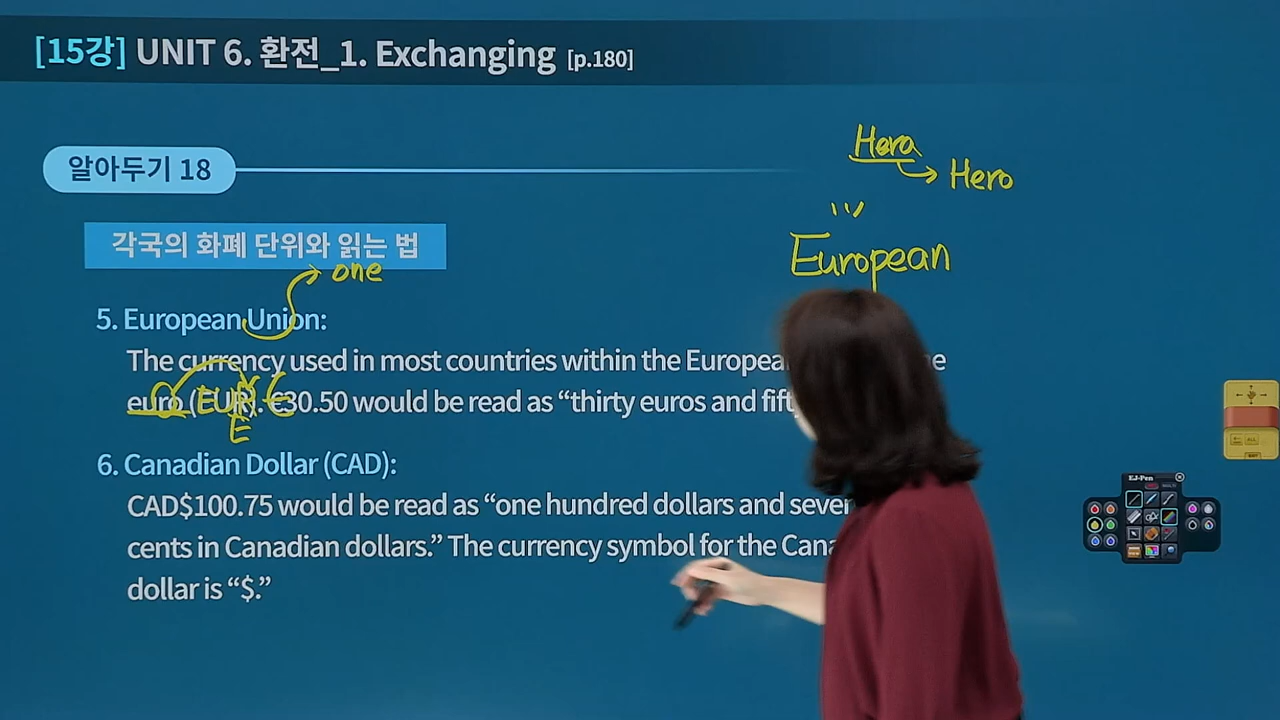 [15강] UNIT 6. 환전_1. Exchanging [p.180]
Hera
Hero
알아두기 18
European
각국의 화폐 단위와 읽는 법
one
5. European Union:
The currency used in most countries within the European
euro (EUR). €30.50 would be read as “thirty euros and
E
€
6. Canadian Dollar (CAD):
CAD$100.75 would be read as “one hundred dollars and
cents in Canadian dollars.” The currency symbol for the
dollar is “$.”
EJ-Pen